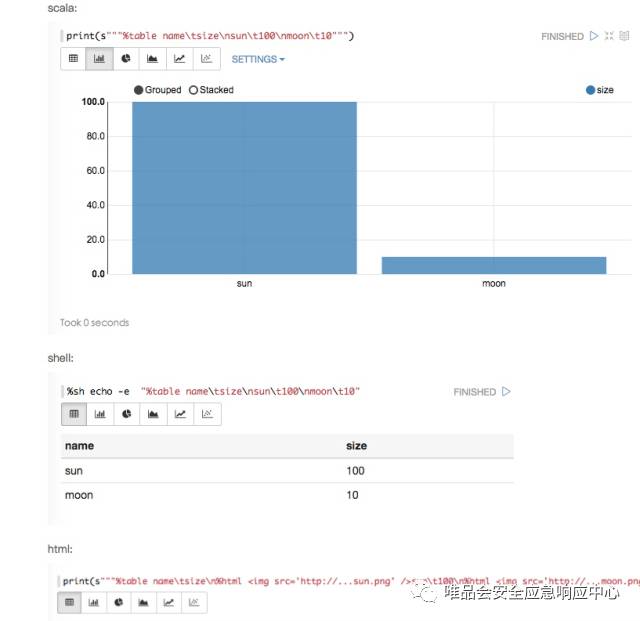 scala:
print(s"""%table name\tsize\nsun\t100\nmoon\t10""")
FINISHED
SETTINGS
Grouped Stacked
size
100.0
80.0
60.0
40.0
20.0
0.0
sun moon
Took 0 seconds
shell:
%sh echo -e "%table name\tsize\nsun\t100\nmoon\t10"
FINISHED
name size
sun 100
moon 10
html:
print(s"""%table name\tsize\n%html <img src='http://...sun.png' />sun\t100\n%html <img src='http://...moon.png
唯品会安全应急响应中心